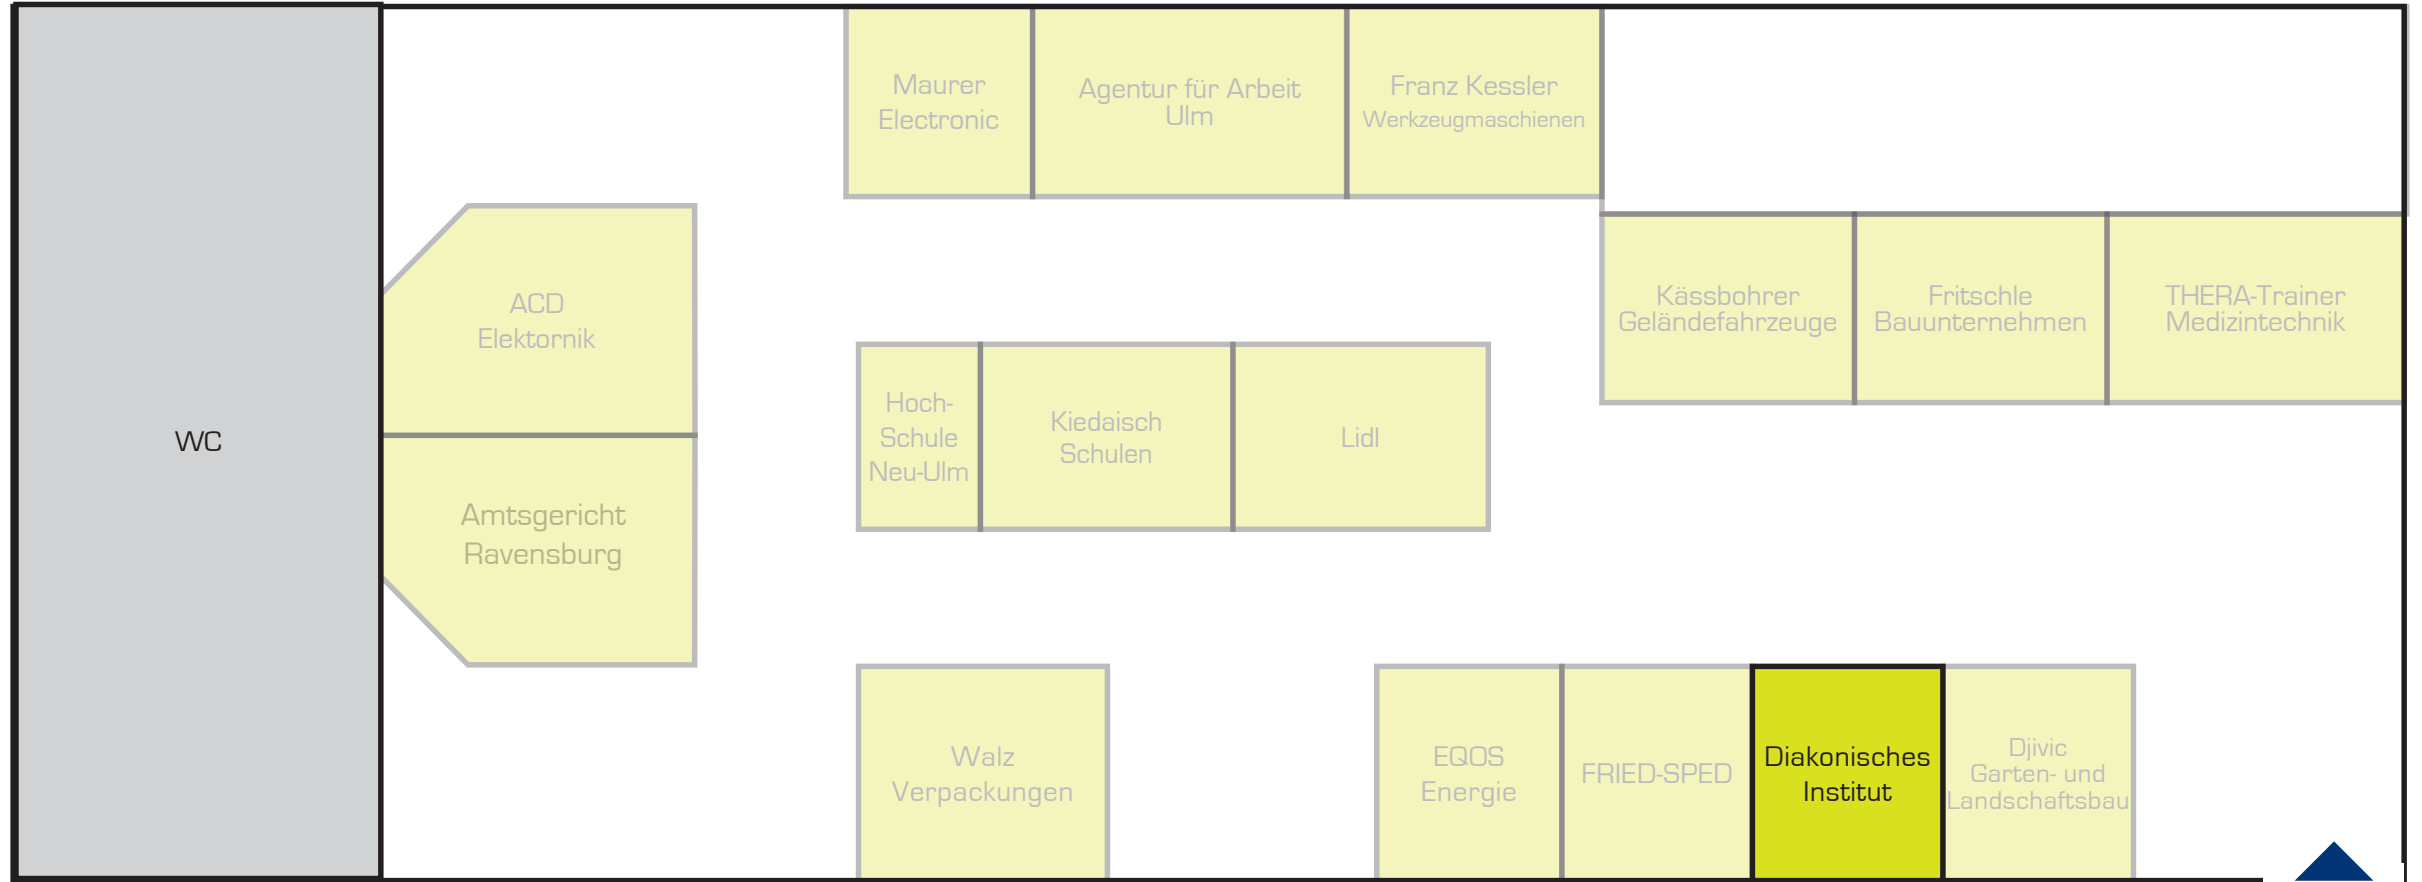 WC
Maurer
Electronic
Agentur für Arbeit
Ulm
Franz Kessler
Werkzeugmaschienen
ACD
Elektornik
Amtsgericht
Ravensburg
Hoch-
Schule
Neu-Ulm
Kiedaisch
Schulen
Lidl
Kässbohrer
Geländefahrzeuge
Fritschle
Bauunternehmen
THERA-Trainer
Medizintechnik
Walz
Verpackungen
EQOS
Energie
FRIED-SPED
Diakonisches
Institut
Djivic
Garten- und
Landschaftsbau